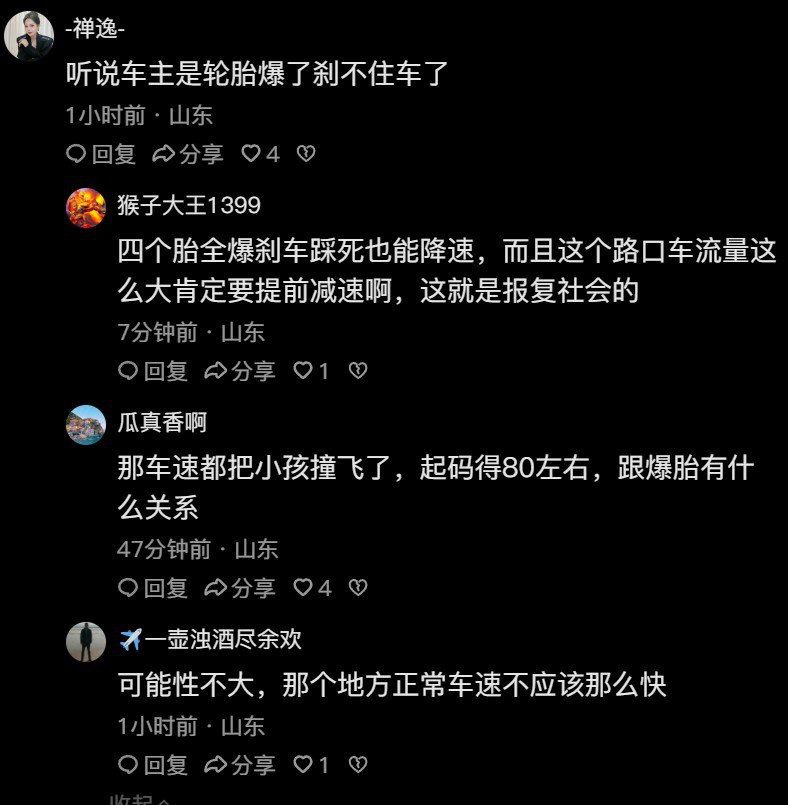 -禅逸-
听说车主是轮胎爆了刹不住车了
1小时前 · 山东
回复 分享 4
猴子大王1399
四个胎全爆刹车踩死也能降速，而且这个路口车流量这
么大肯定要提前减速啊，这就是报复社会的
7分钟前 · 山东
回复 分享 1
瓜真香啊
那车速都把小孩撞飞了，起码得80左右，跟爆胎有什
么关系
47分钟前 · 山东
回复 分享 4
✈️一壶浊酒尽余欢
可能性不大，那个地方正常车速不应该那么快
1小时前 · 山东
回复 分享 1
收起